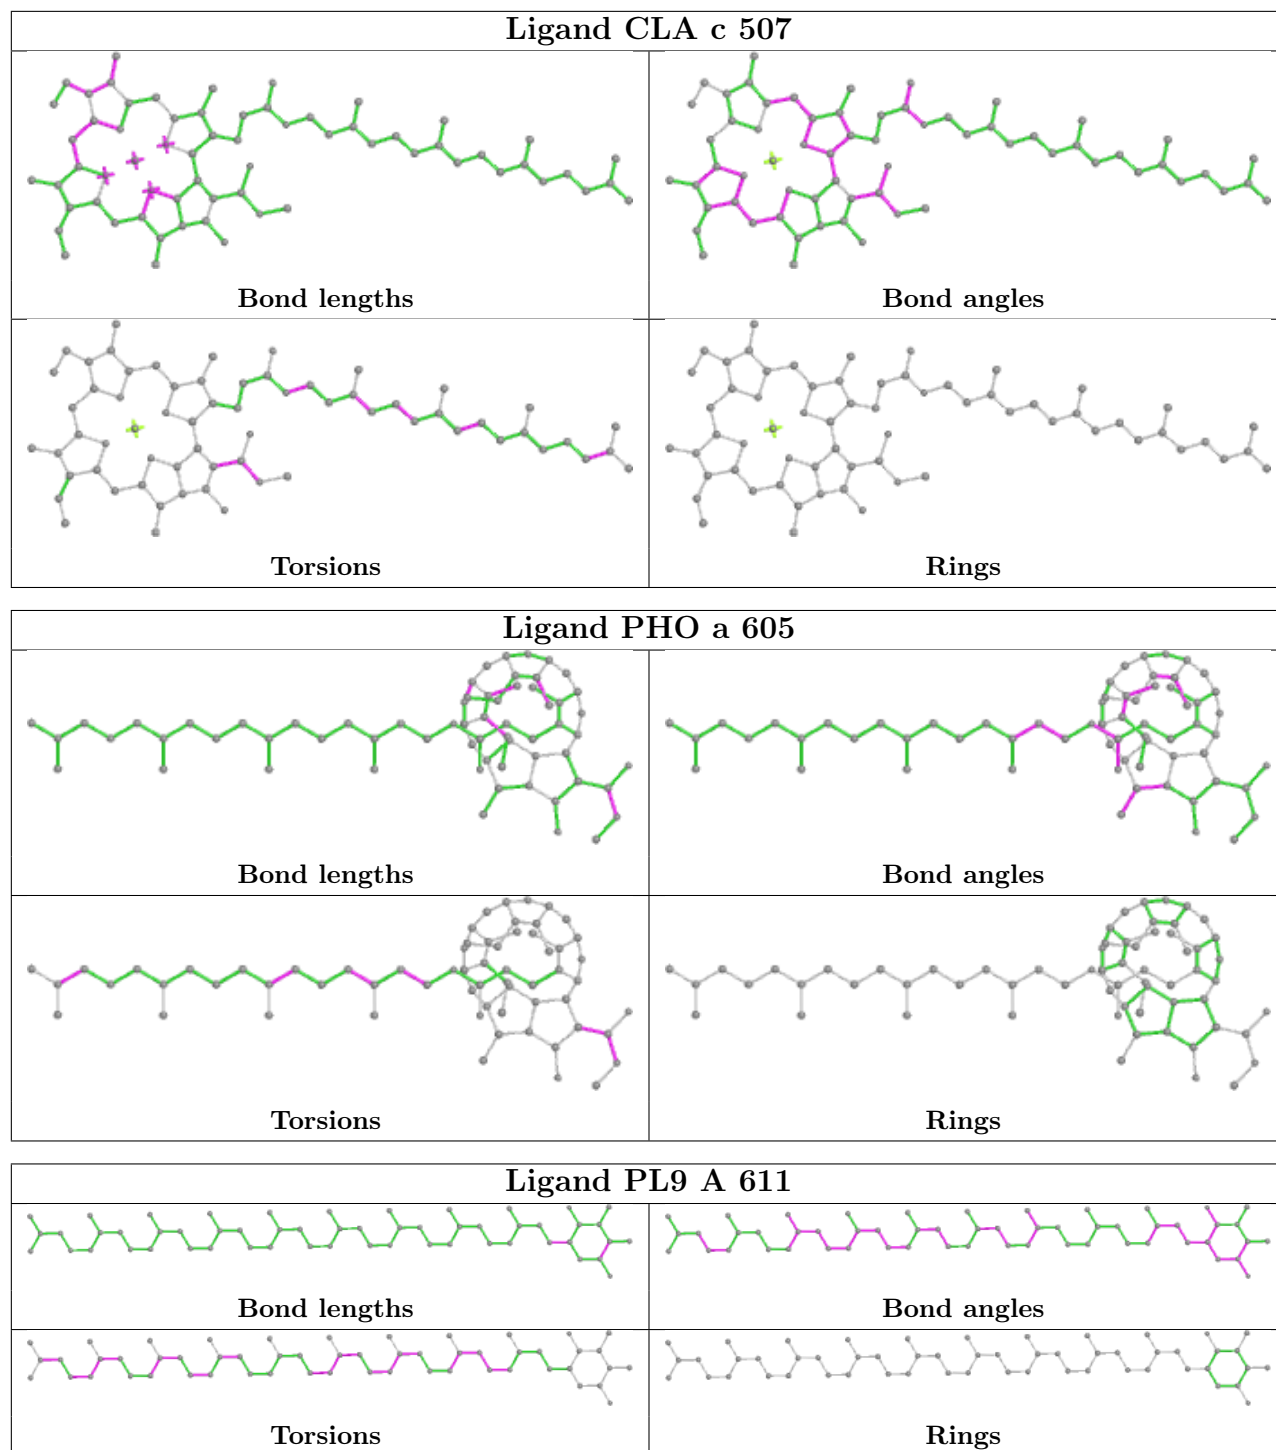 Ligand CLA c 507
Bond lengths
Bond angles
Torsions
Rings
Ligand PHO a 605
Bond lengths
Bond angles
Torsions
Rings
Ligand PL9 A 611
Bond lengths
Bond angles
Torsions
Rings